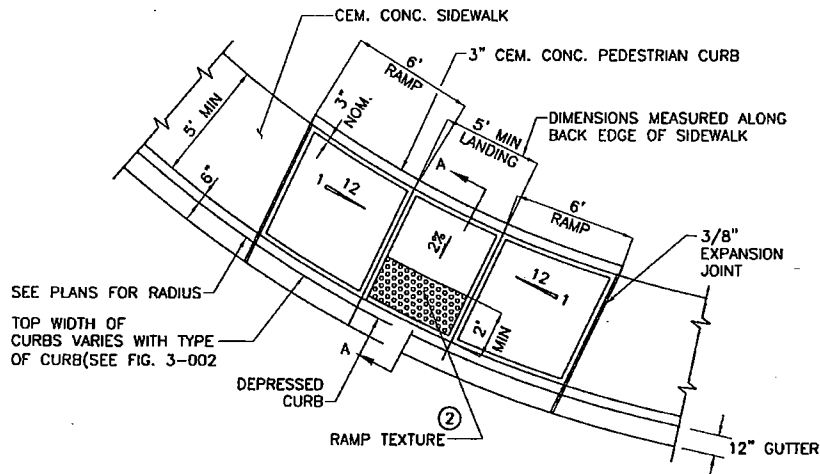 CEM. CONC. SIDEWALK
6'
RAMP
3" CEM. CONC. PEDESTRIAN CURB
5' MIN
3"
NOM.
5' MIN
LANDING
DIMENSIONS MEASURED ALONG
BACK EDGE OF SIDEWALK
A
6"
1
12
6'
RAMP
2%
3/8"
EXPANSION
JOINT
12
1
SEE PLANS FOR RADIUS
TOP WIDTH OF
CURBS VARIES WITH TYPE
OF CURB(SEE FIG. 3-002
2'
MIN
A
DEPRESSED
CURB
2
RAMP TEXTURE
12" GUTTER